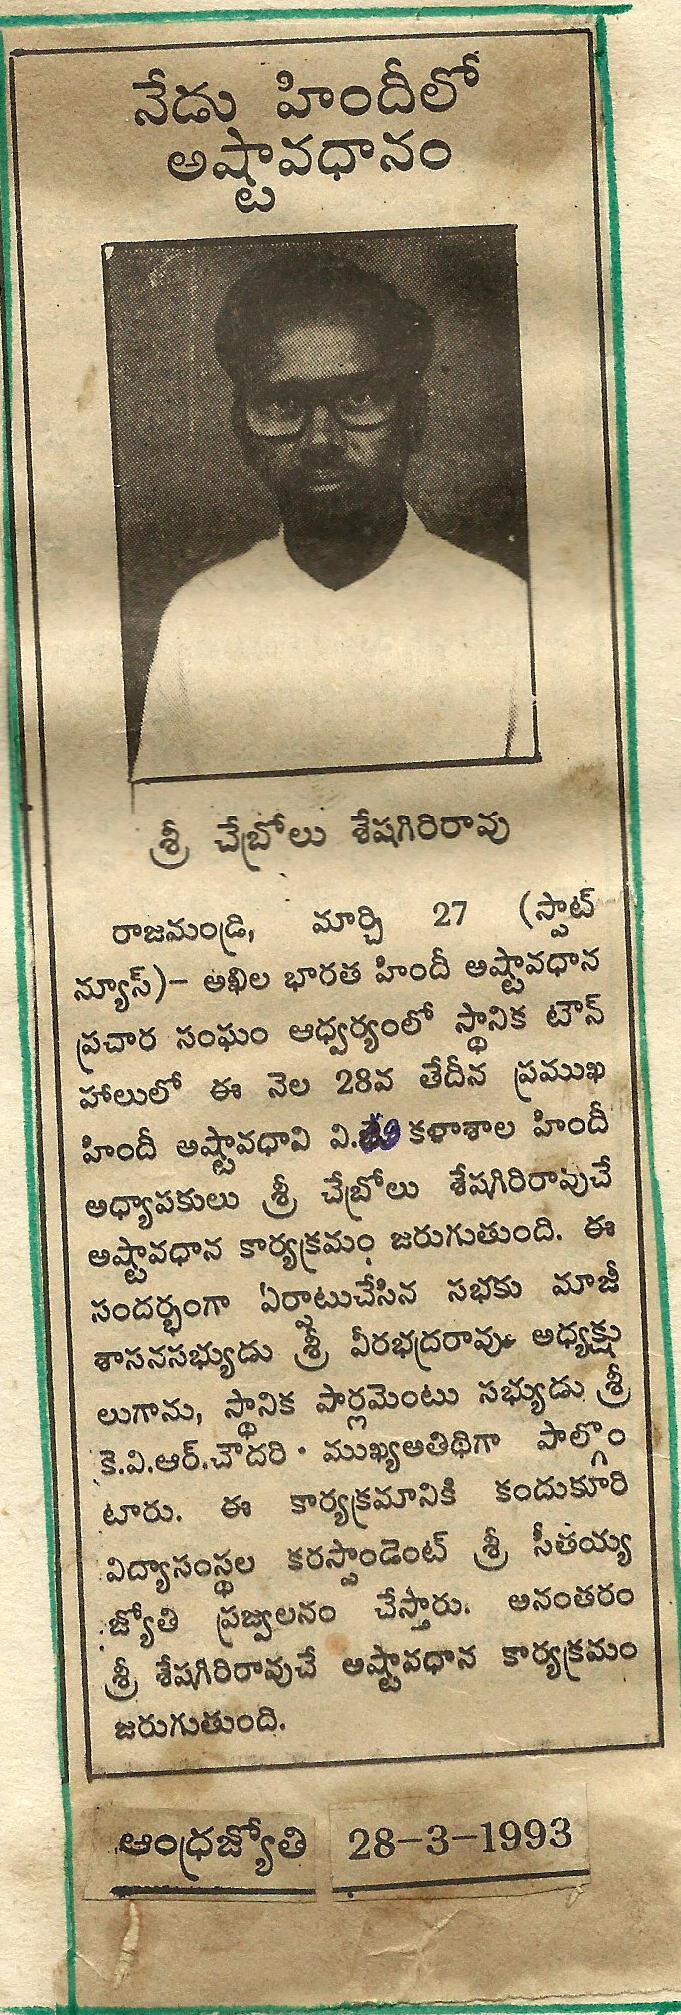 నేడు హిందీలో
అష్టావధానం
శ్రీ చేబ్రోలు శేషగిరిరావు
రాజమండ్రి, మార్చి 27 (స్పాట్
న్యూస్)– అఖిల భారత హిందీ అష్టావధాన
ప్రచార సంఘం ఆధ్వర్యంలో స్థానిక టౌన్
హాలులో ఈ నెల 28వ తేదీన ప్రముఖ
హిందీ అష్టావధావి వి. కళాశాల హిందీ
అధ్యాపకులు శ్రీ చేబ్రోలు శేషగిరిరావుచే
అష్టావధాన కార్యక్రమం జరుగుతుంది. ఈ
సందర్భంగా ఏర్పాటుచేసిన సభకు మాజీ
శాసనసభ్యుడు శ్రీ వీరభద్రరావు అధ్యక్షు
లుగాను, స్థానిక పార్లమెంటు సభ్యుడు శ్రీ
కె.వి.ఆర్.చౌదరి ముఖ్యఅతిథిగా పాల్గొం
టారు. ఈ కార్యక్రమానికి కందుకూరి
విద్యాసంస్థల కరస్పాండెంట్ శ్రీ సీతయ్య
జ్యోతి ప్రజ్వలనం చేస్తారు. అనంతరం
శ్రీ శేషగిరిరావుచే అష్టావధాన కార్యక్రమం
జరుగుతుంది.
ఆంధ్రజ్యోతి 28-3-1993